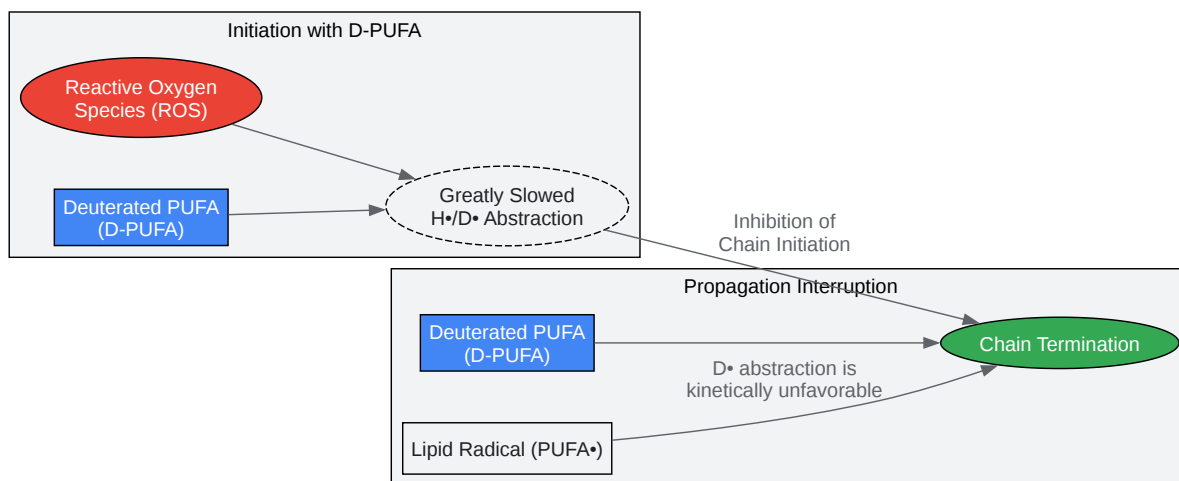 Initiation with D-PUFA
Reactive Oxygen
Species (ROS)
Deuterated PUFA
(D-PUFA)
Greatly Slowed
H•/D• Abstraction
Inhibition of
Chain Initiation
Propagation Interruption
Deuterated PUFA
(D-PUFA)
Chain Termination
D• abstraction is
kinetically unfavorable
Lipid Radical (PUFA•)